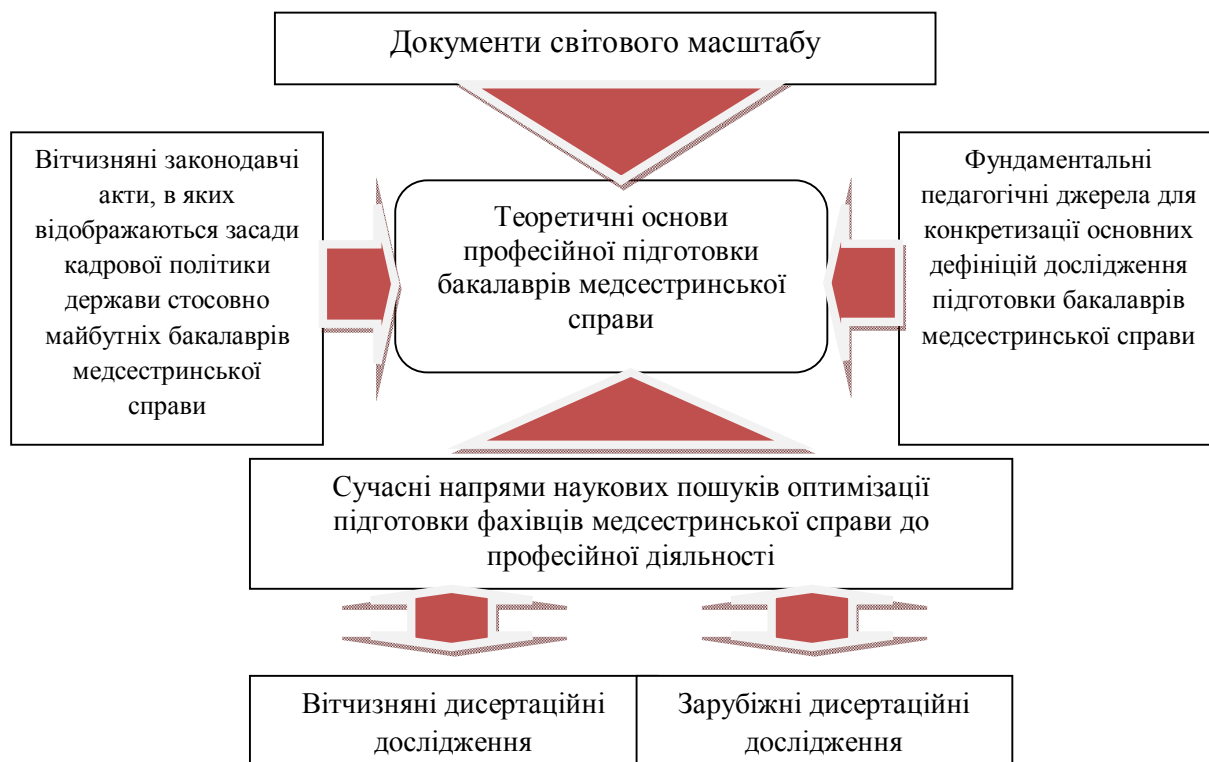 Документи світового масштабу
Вітчизняні законодавчі
акти, в яких
відображаються засади
кадрової політики
держави стосовно
майбутніх бакалаврів
медсестринської
справи
Теоретичні основи
професійної підготовки
бакалаврів медсестринської
справи
Фундаментальні
педагогічні джерела для
конкретизації основних
дефініцій дослідження
підготовки бакалаврів
медсестринської справи
Сучасні напрями наукових пошуків оптимізації
підготовки фахівців медсестринської справи до
професійної діяльності
Вітчизняні дисертаційні
дослідження
Зарубіжні дисертаційні
дослідження